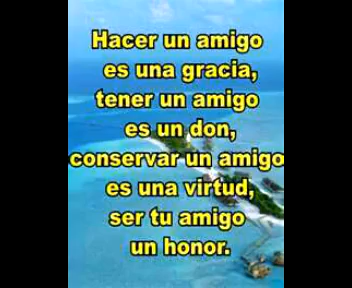 Hacer un amigo
es una gracia,
tener un amigo
es un don,
conservar un amigo
es una virtud,
ser tu amigo
un honor.